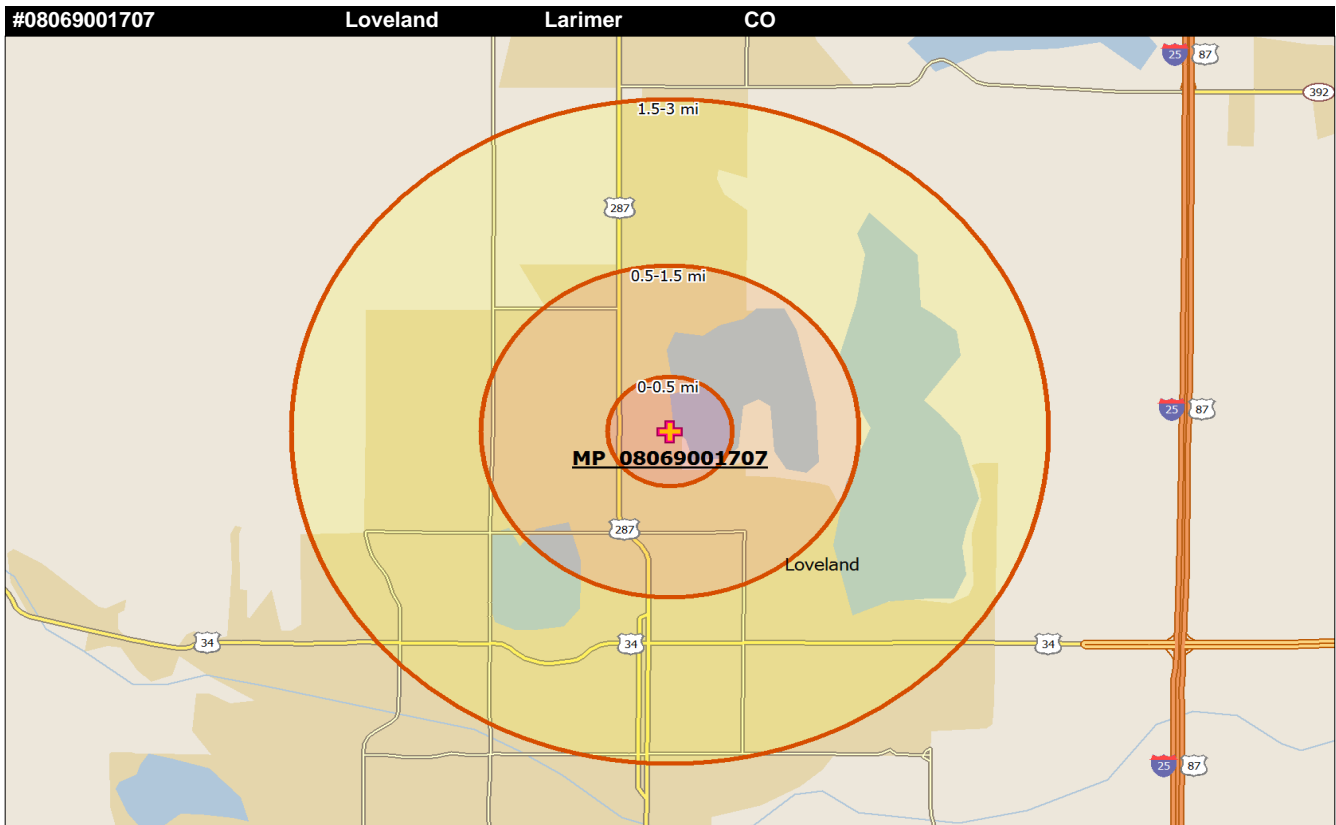 #08069001707 Loveland Larimer CO
25 87
392
1.5-3 mi
287
0.5-1.5 mi
0-0.5 mi
25 87
MP 08069001707
287
Loveland
34 34 34
25 87